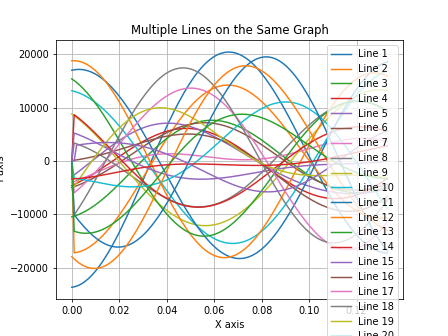 Multiple Lines on the Same Graph
20000
10000
0
−10000
−20000
0.00
0.02
0.04
0.06
0.08
0.10
X axis
axis
Line 1
Line 2
Line 3
Line 4
Line 5
Line 6
Line 7
Line 8
Line 9
Line 10
Line 11
Line 12
Line 13
Line 14
Line 15
Line 16
Line 17
Line 18
Line 19
Line 20